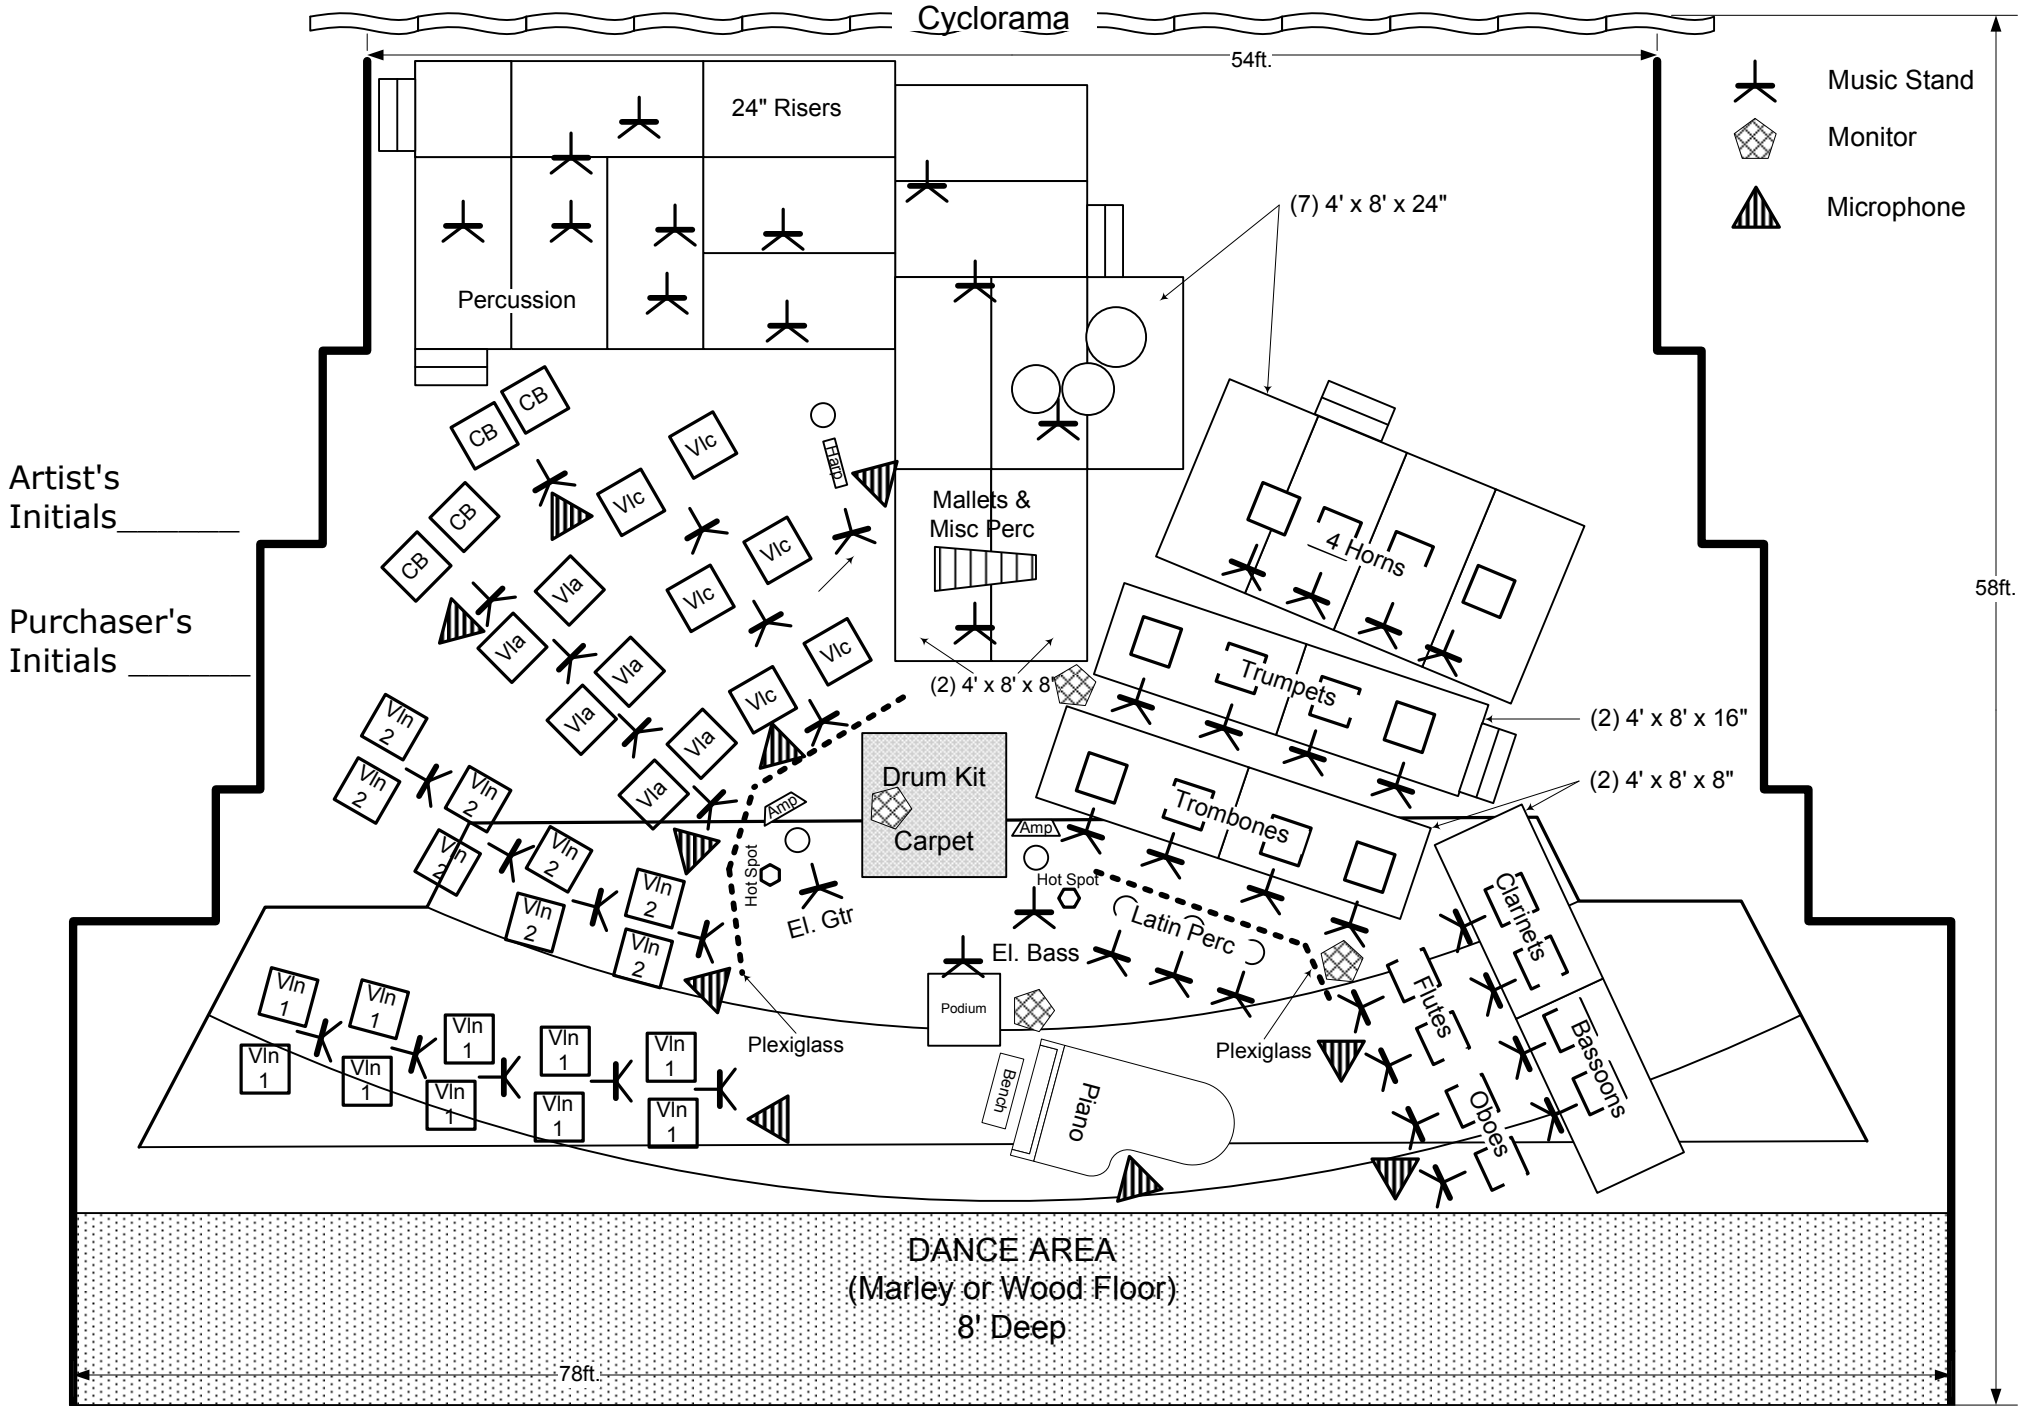 Cyclorama
54ft.
Music Stand
Monitor
Microphone
24" Risers
(7) 4' x 8' x 24"
Percussion
58ft.
Artist's
Initials______
Purchaser's
Initials ______
CB
CB
CB
CB
Vlc
Vlc
Vlc
Vlc
Vlc
Vlc
Harp
Mallets &
Misc Perc
(2) 4' x 8' x 8"
4 Horns
Trumpets
(2) 4' x 8' x 16"
Trombones
(2) 4' x 8' x 8"
Vla
Vla
Vla
Vla
Vla
Vla
Vln
2
Vln
2
Vln
2
Vln
2
Vln
2
Vln
2
Vln
2
Vln
2
Amp
Drum Kit
Carpet
Amp
Hot Spot
Hot Spot
El. Gtr
El. Bass
Latin Perc
Clarinets
Flutes
Bassoons
Oboes
Podium
Plexiglass
Plexiglass
Vln
1
Vln
1
Vln
1
Vln
1
Vln
1
Vln
1
Vln
1
Vln
1
Vln
1
Vln
1
Bench
Piano
DANCE AREA
(Marley or Wood Floor)
8' Deep
78ft.